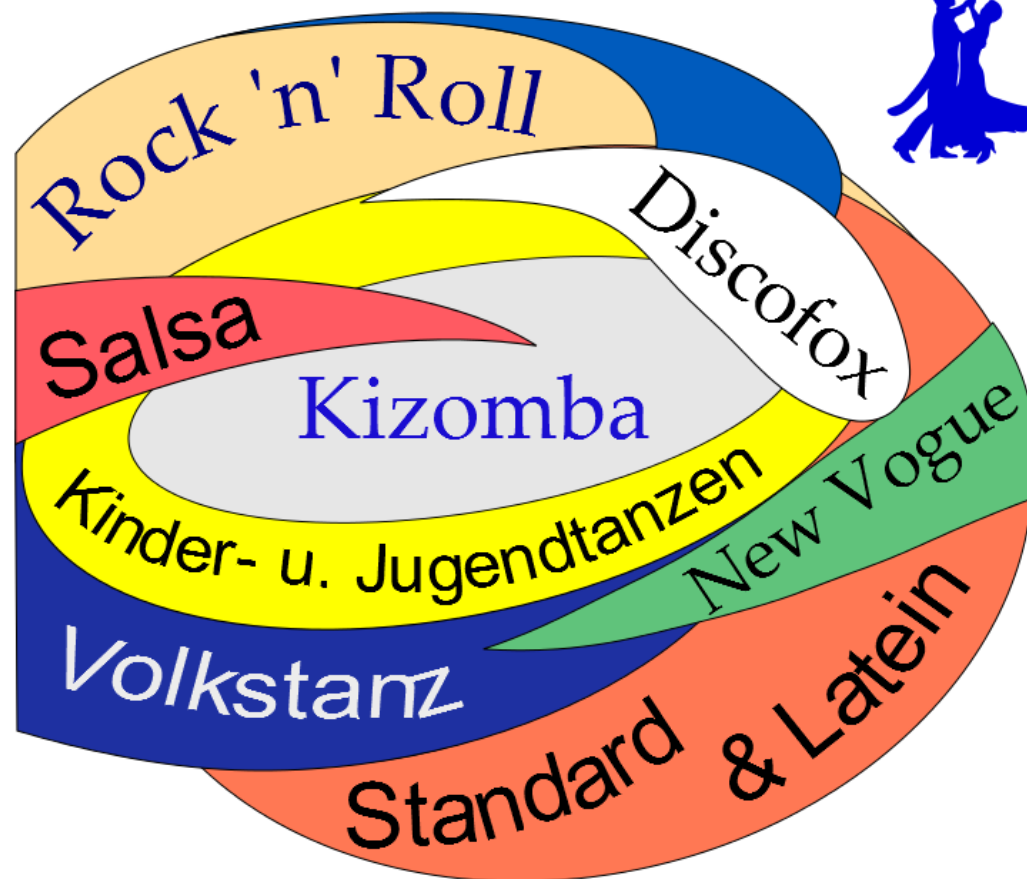 Rock 'n' Roll
Discofox
Salsa
Kizomba
New Vogue
Kinder- u. Jugendtanzen
Volkstanz
Standard
& Latein